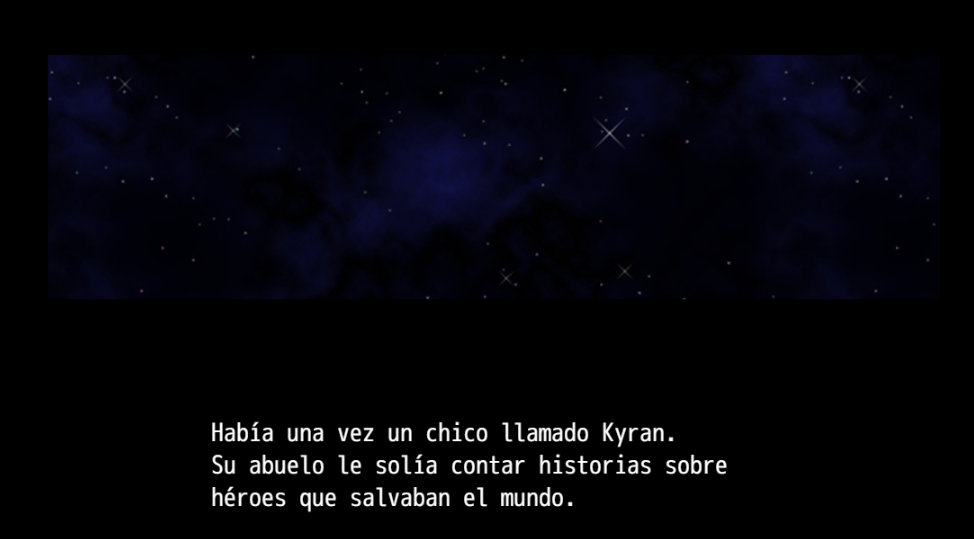 Había una vez un chico llamado Kyran.
Su abuelo le solía contar historias sobre
héroes que salvaban el mundo.